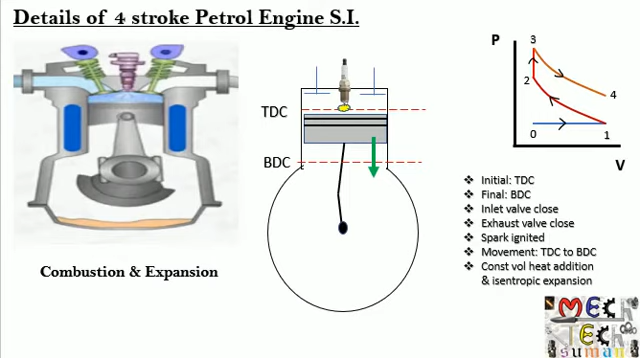 Details of 4 stroke Petrol Engine S.I.
TDC
BDC
Combustion & Expansion
P
3
2
4
0
1
V
❖ Initial: TDC
❖ Final: BDC
❖ Inlet valve close
❖ Exhaust valve close
❖ Spark ignited
❖ Movement: TDC to BDC
❖ Const vol heat addition
& isentropic expansion
MECH
TECH
suman